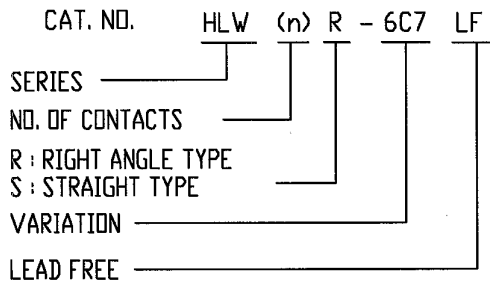 CAT. NO. HLW (n) R - 6C7 LF
SERIES
NO. OF CONTACTS
R : RIGHT ANGLE TYPE
S : STRAIGHT TYPE
VARIATION
LEAD FREE